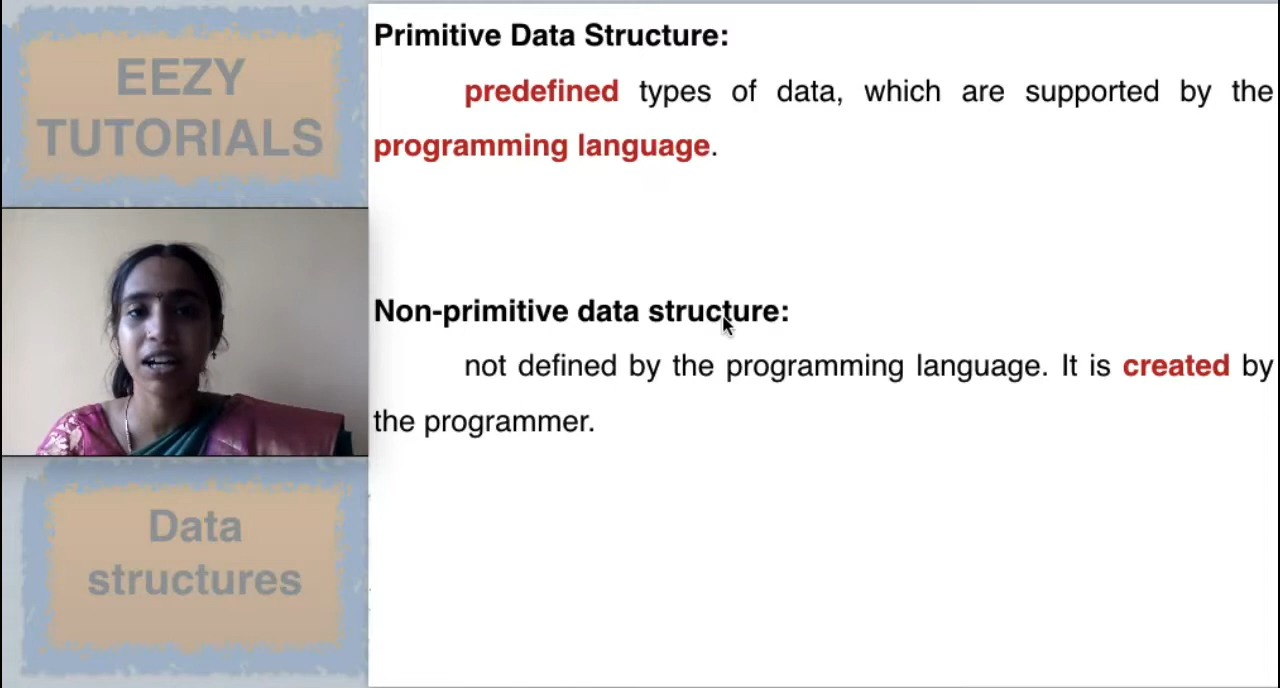 EEZY
TUTORIALS
Primitive Data Structure:
predefined types of data, which are supported by the
programming language.
Non-primitive data structure:
not defined by the programming language. It is created by
the programmer.
Data
structures